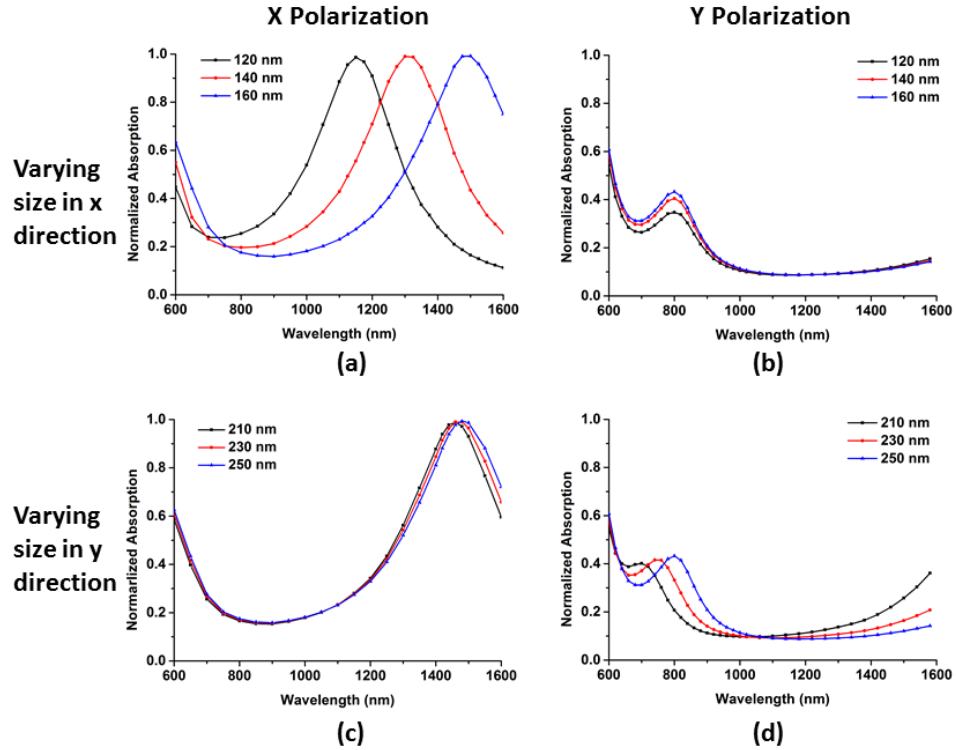 X Polarization
Y Polarization
Varying
size in x
direction
Normalized Absorption
1.0
0.8
0.6
0.4
0.2
0.0
120 nm
140 nm
160 nm
600 800 1000 1200 1400 1600
Wavelength (nm)
(a)
Normalized Absorption
1.0
0.8
0.6
0.4
0.2
0.0
120 nm
140 nm
160 nm
600 800 1000 1200 1400 1600
Wavelength (nm)
(b)
Varying
size in y
direction
Normarlized Absorption
1.0
0.8
0.6
0.4
0.2
0.0
210 nm
230 nm
250 nm
600 800 1000 1200 1400 1600
Wavelength (nm)
(c)
Normalized Absorption
1.0
0.8
0.6
0.4
0.2
0.0
210 nm
230 nm
250 nm
600 800 1000 1200 1400 1600
Wavelength (nm)
(d)